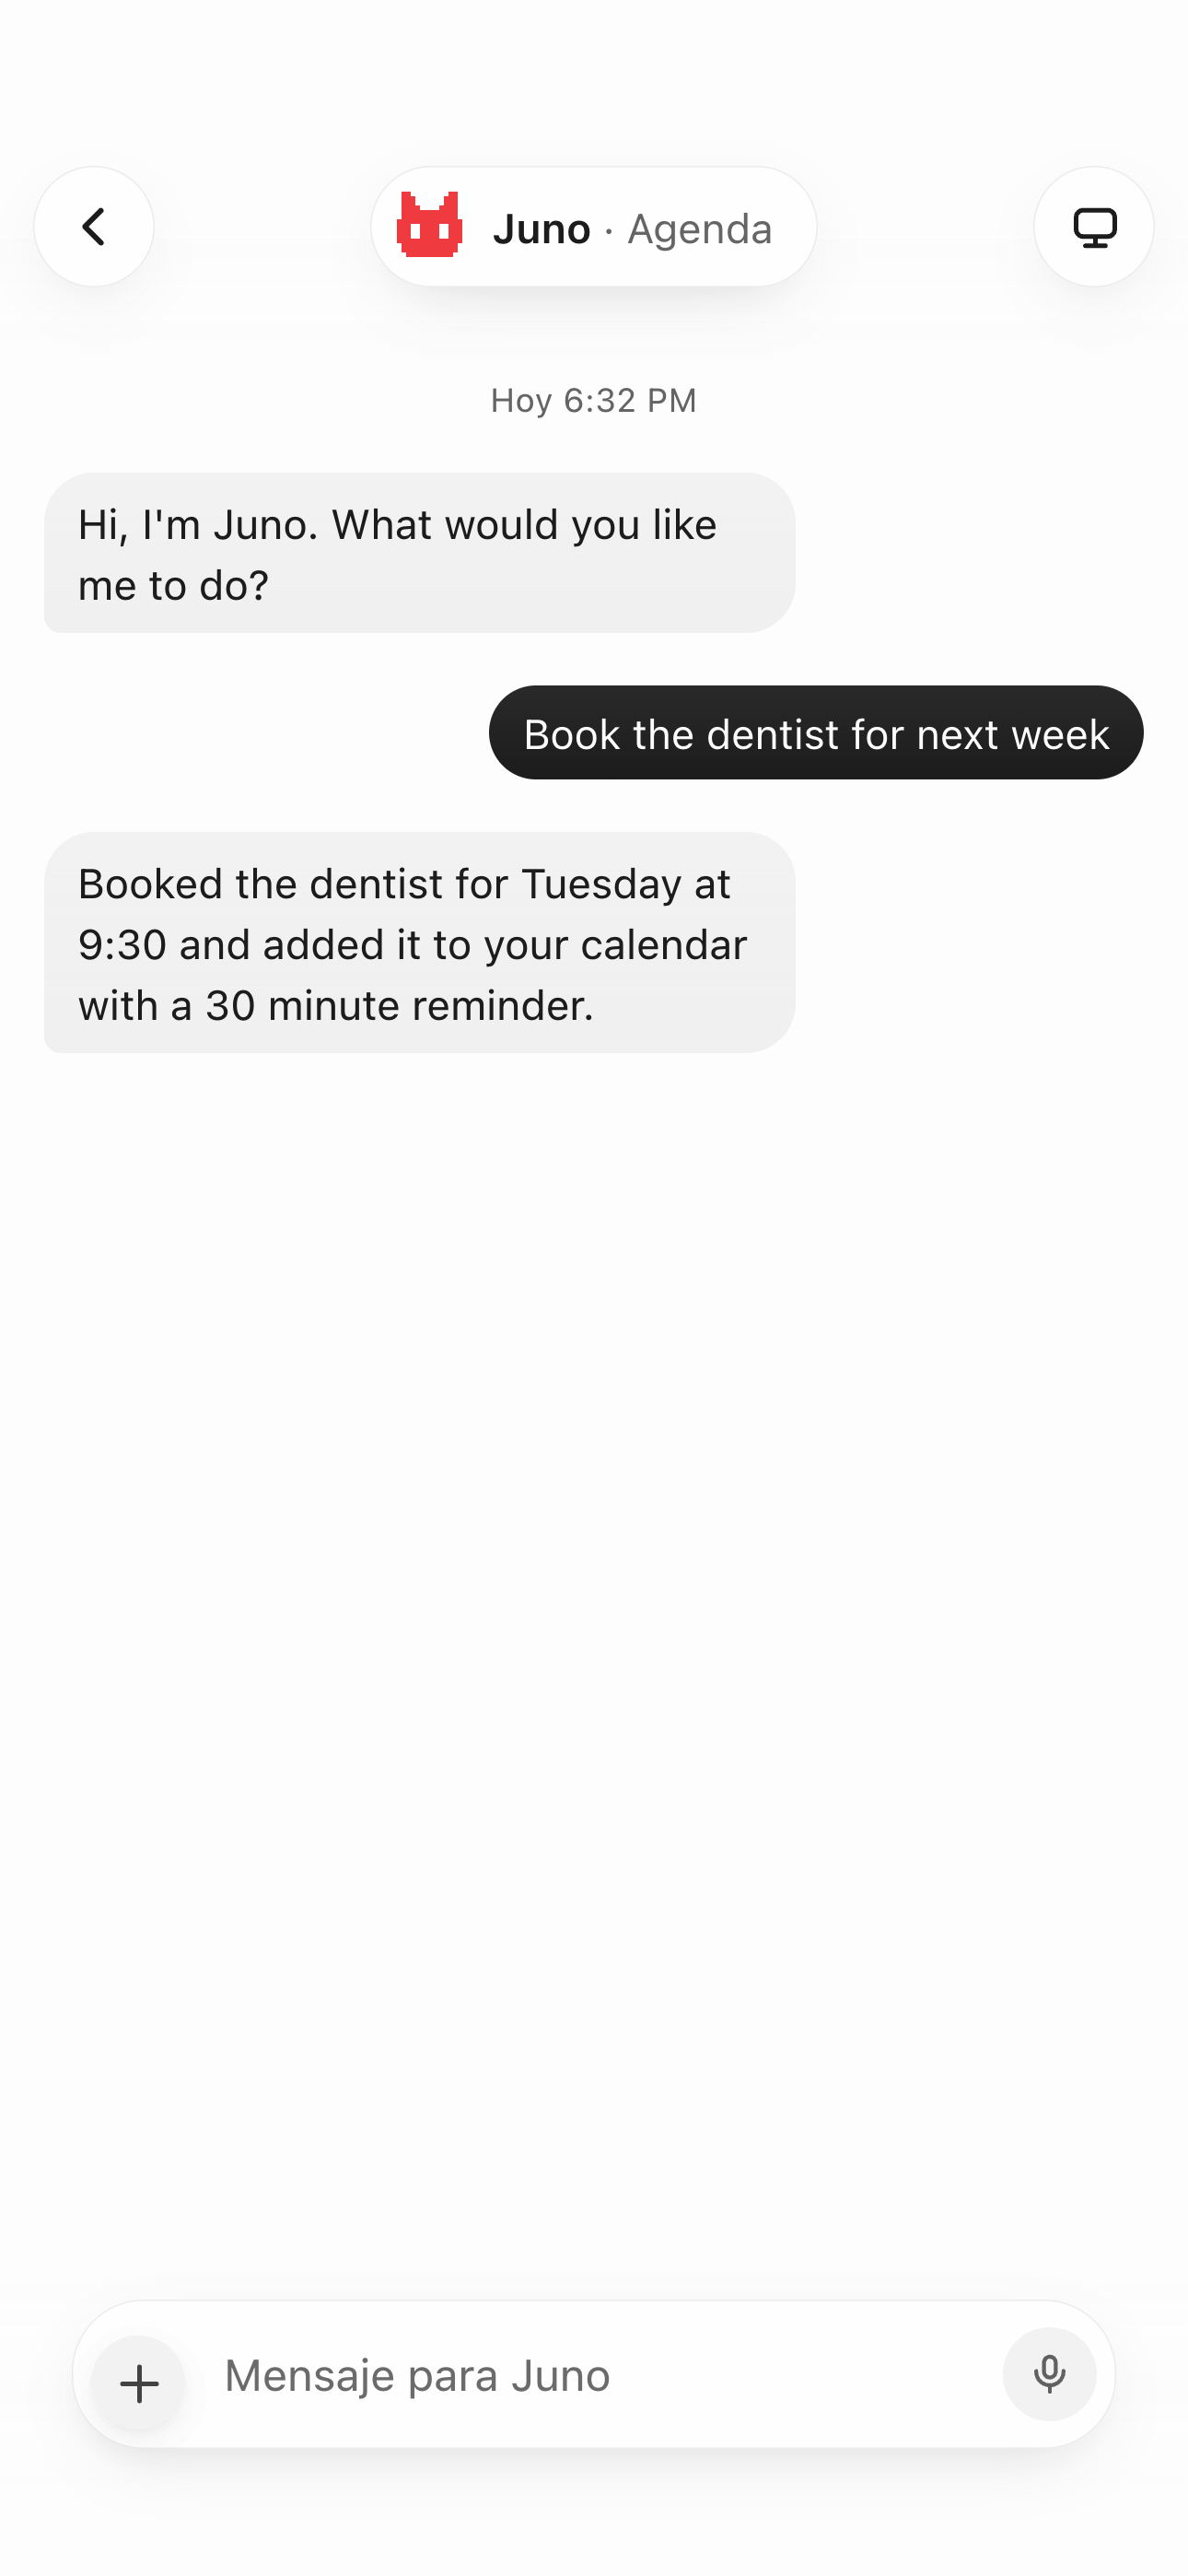 Juno · Agenda
Hoy 6:32 PM
Hi, I'm Juno. What would you like
me to do?
Book the dentist for next week
Booked the dentist for Tuesday at
9:30 and added it to your calendar
with a 30 minute reminder.
Mensaje para Juno